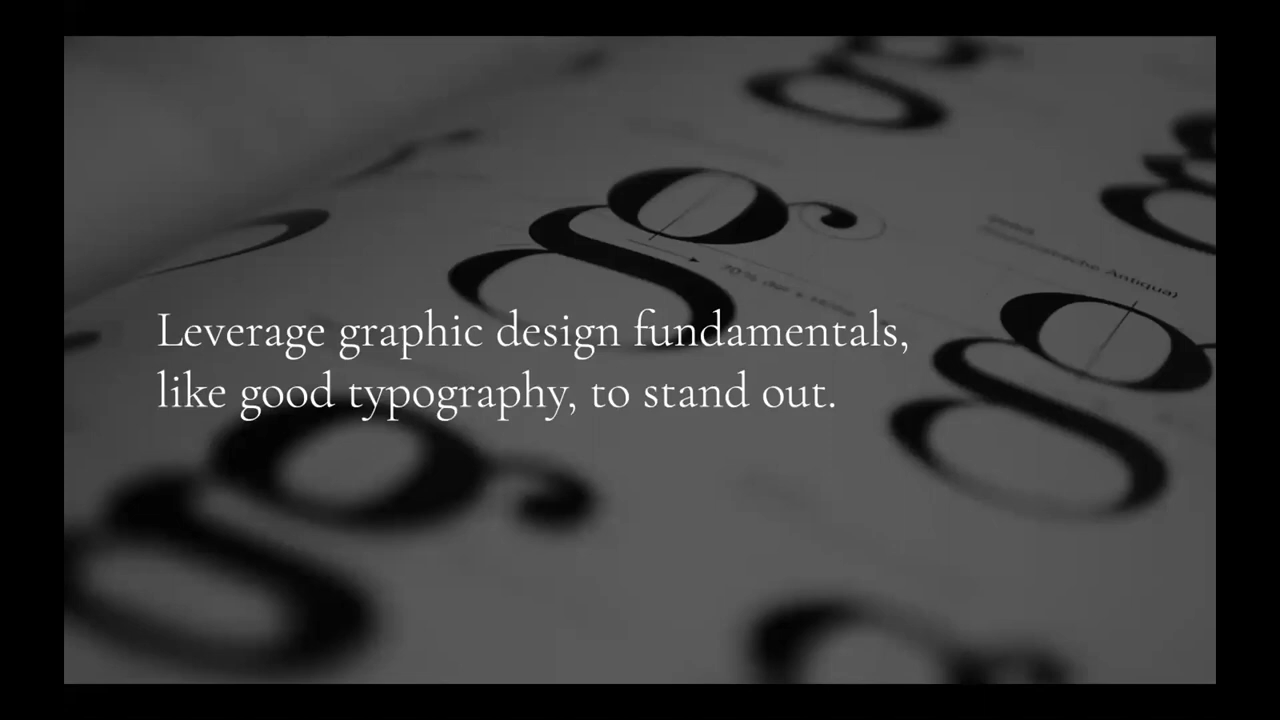 g
g
g
g
Leverage graphic design fundamentals,
like good typography, to stand out.
g